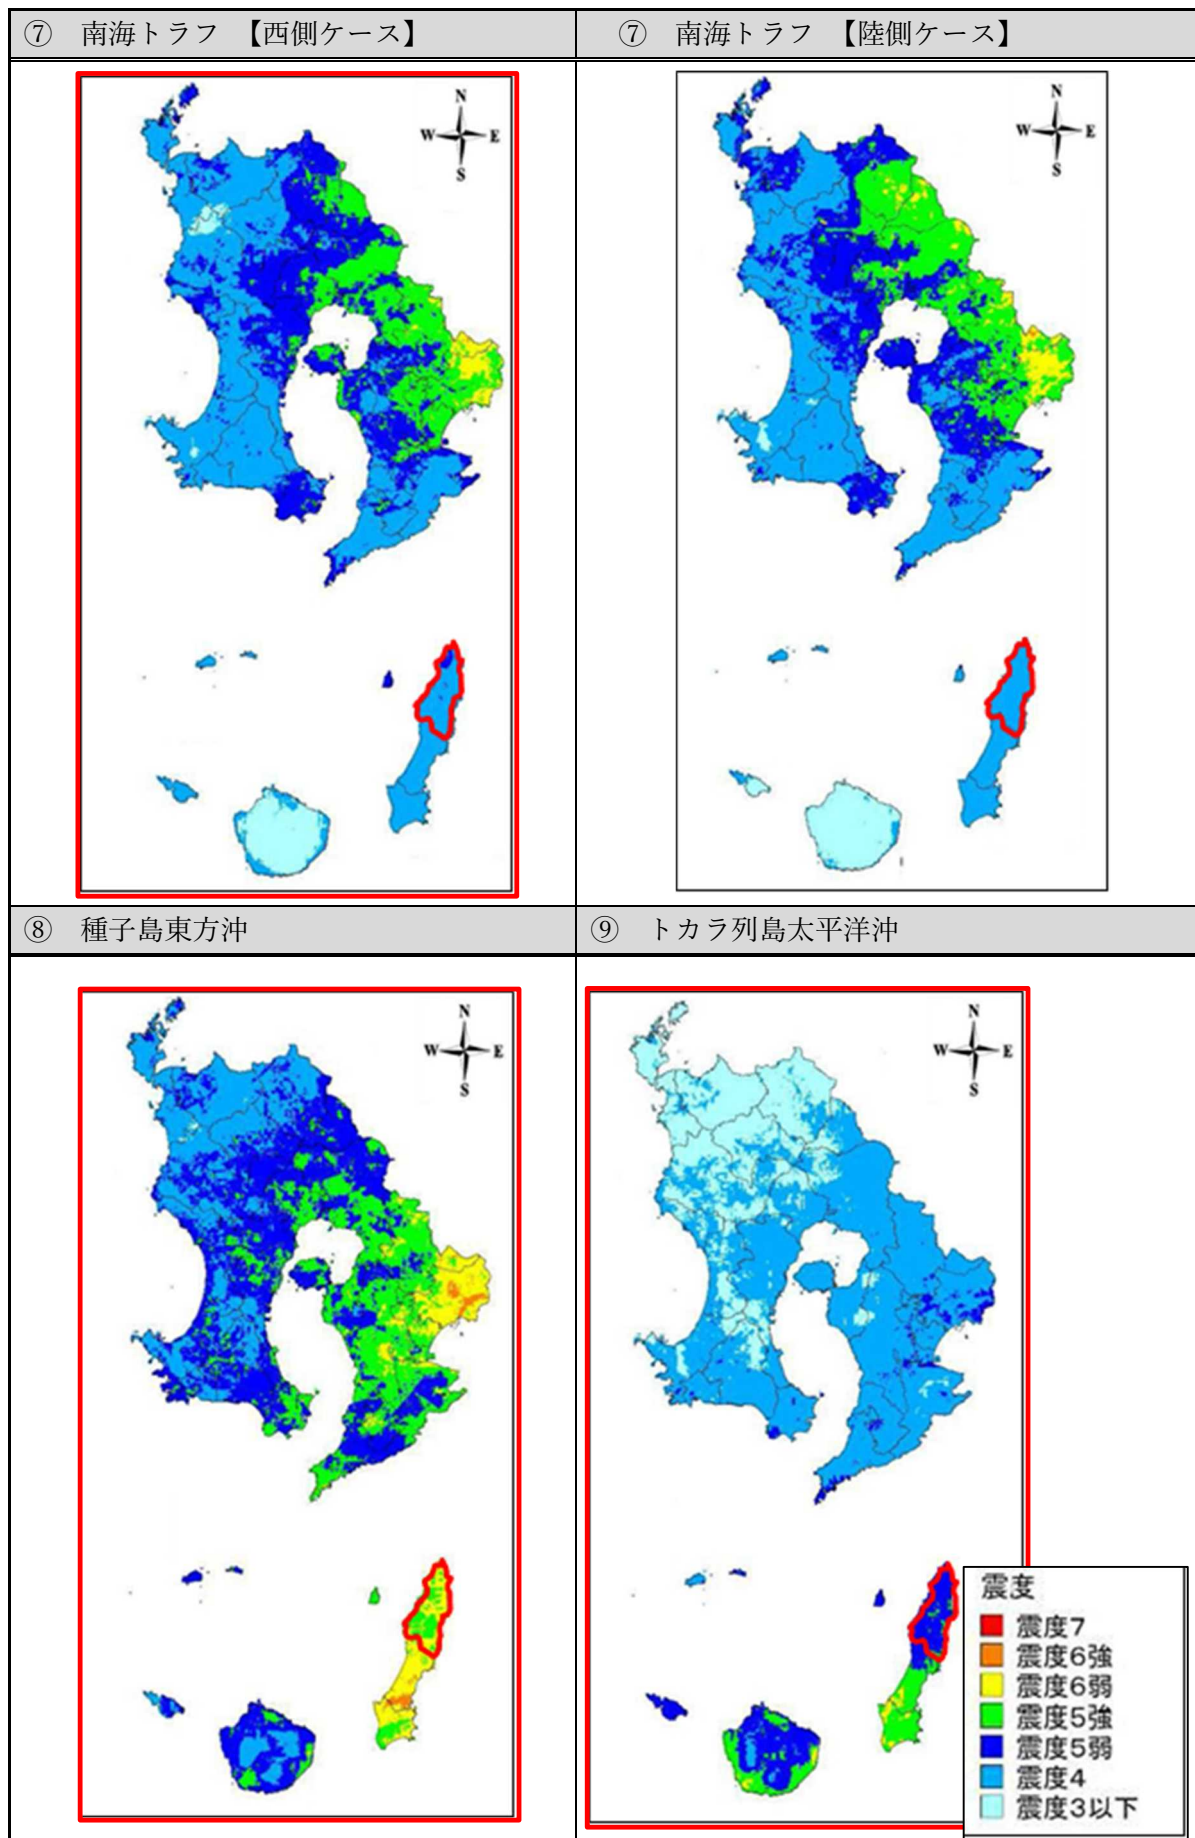 ⑦ 南海トラフ 【西側ケース】
⑦ 南海トラフ 【陸側ケース】
N
W E
S
N
W E
S
⑧ 種子島東方沖
⑨ トカラ列島太平洋沖
N
W E
S
N
W E
S
震度
震度7
震度6強
震度6弱
震度5強
震度5弱
震度4
震度3以下